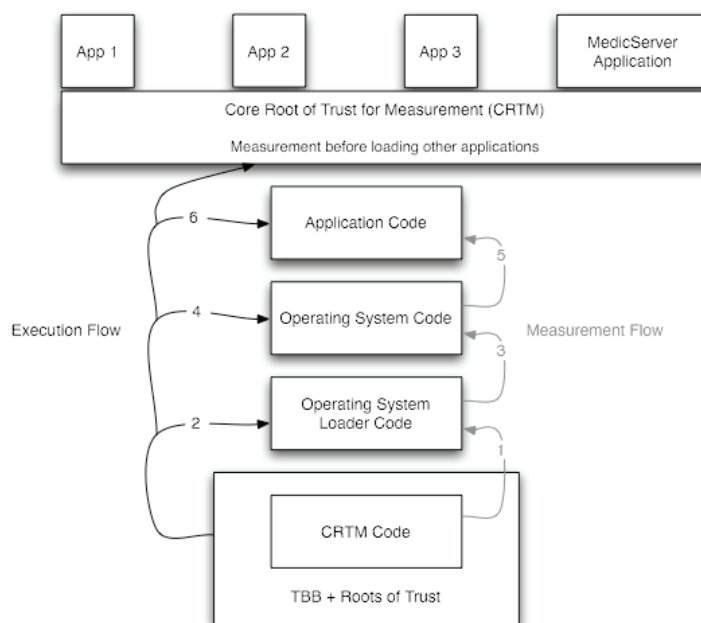 App 1
App 2
App 3
MedicServer
Application
Core Root of Trust for Measurement (CRTM)
Measurement before loading other applications
6
Application Code
5
Execution Flow
4
Operating System Code
Measurement Flow
3
2
Operating System
Loader Code
1
CRTM Code
TBB + Roots of Trust